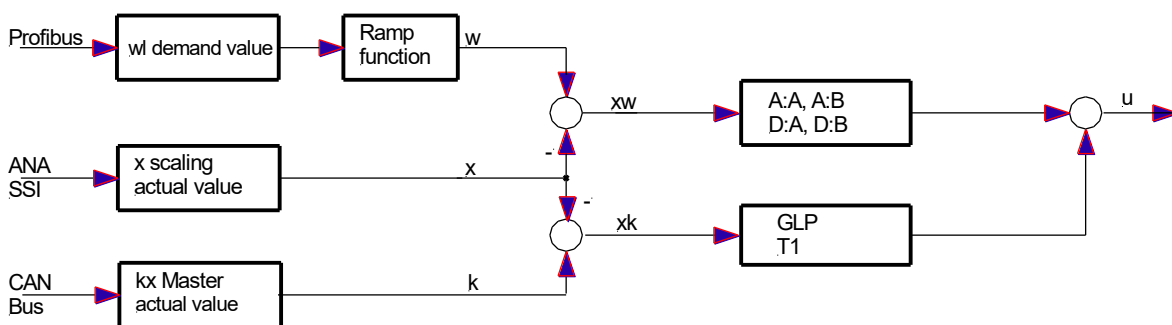 Profibus
wl demand value
Ramp
function
w
xw
A:A, A:B
D:A, D:B
u
-
ANA
SSI
x scaling
actual value
x
-
xk
GLP
T1
CAN
Bus
kx Master
actual value
k